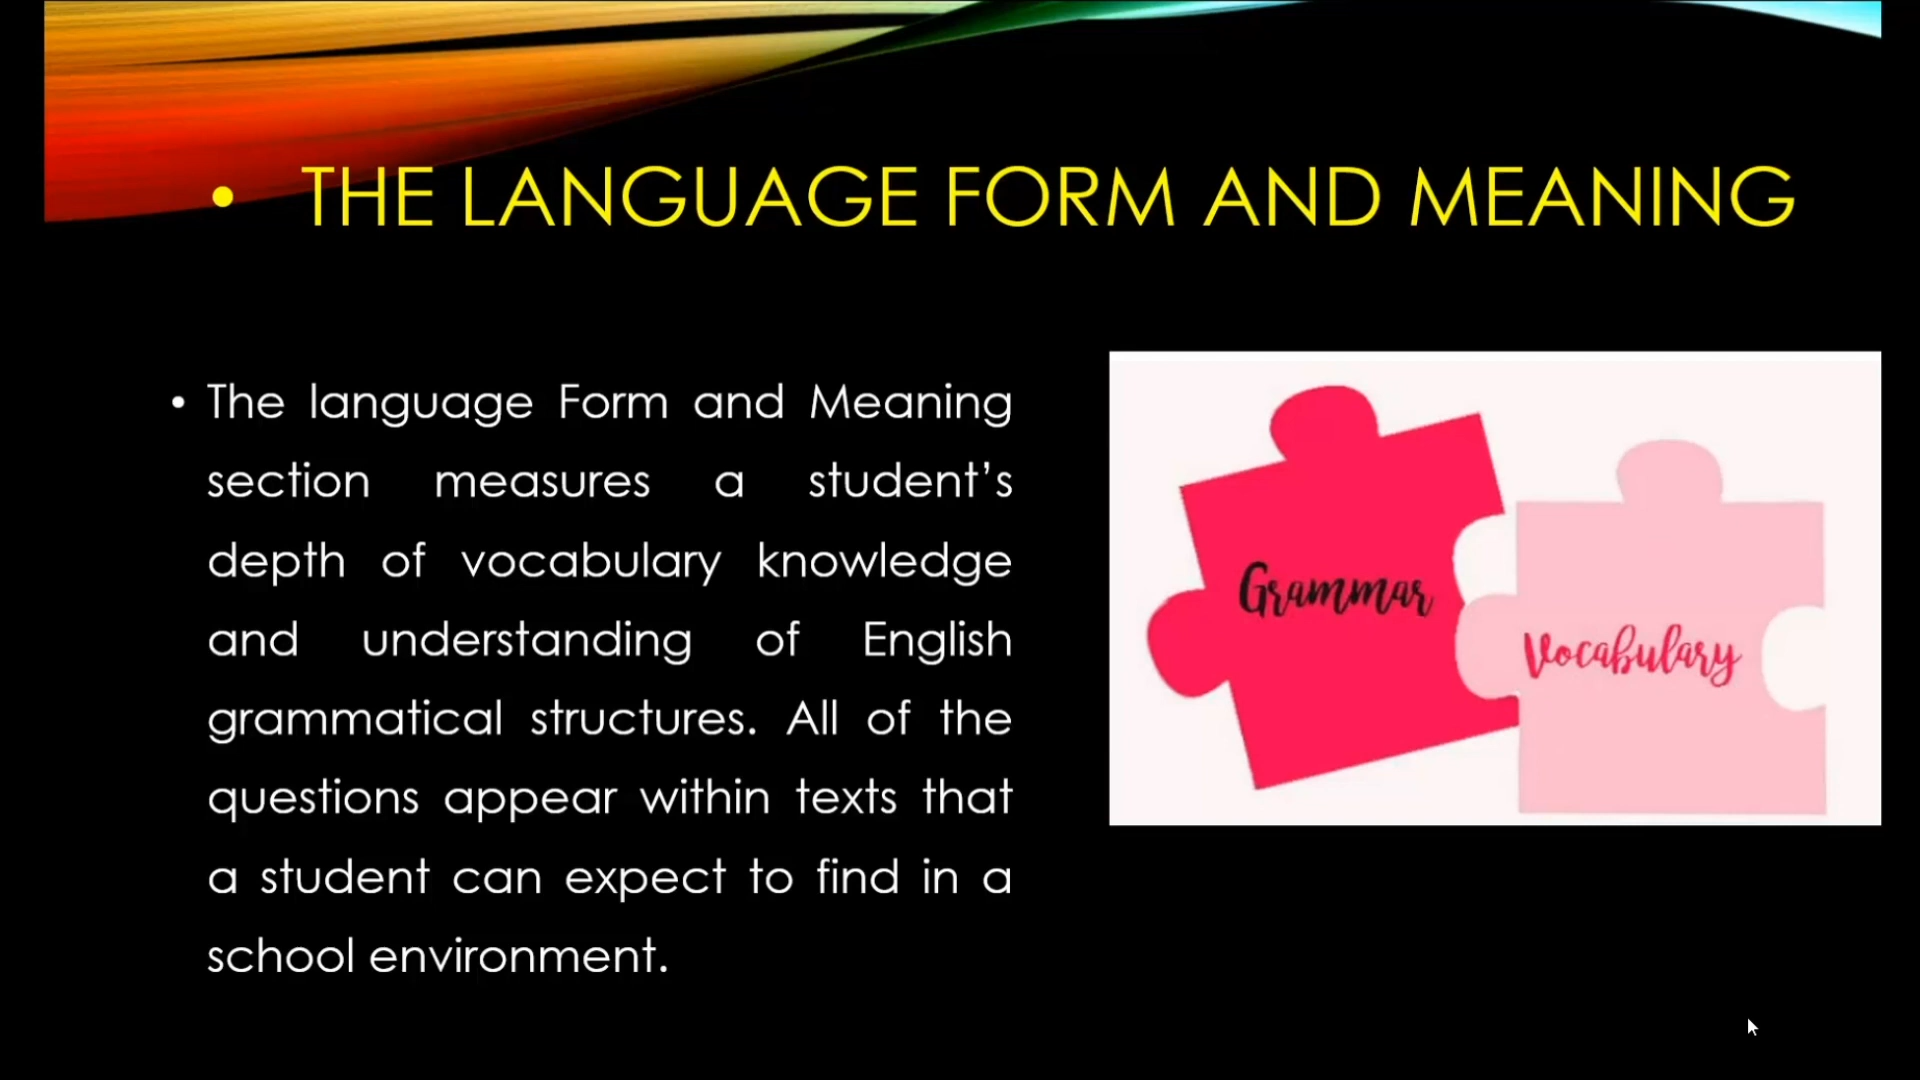 • THE LANGUAGE FORM AND MEANING
• The language Form and Meaning
section measures a student’s
depth of vocabulary knowledge
and understanding of English
grammatical structures. All of the
questions appear within texts that
a student can expect to find in a
school environment.
Grammar
Vocabulary